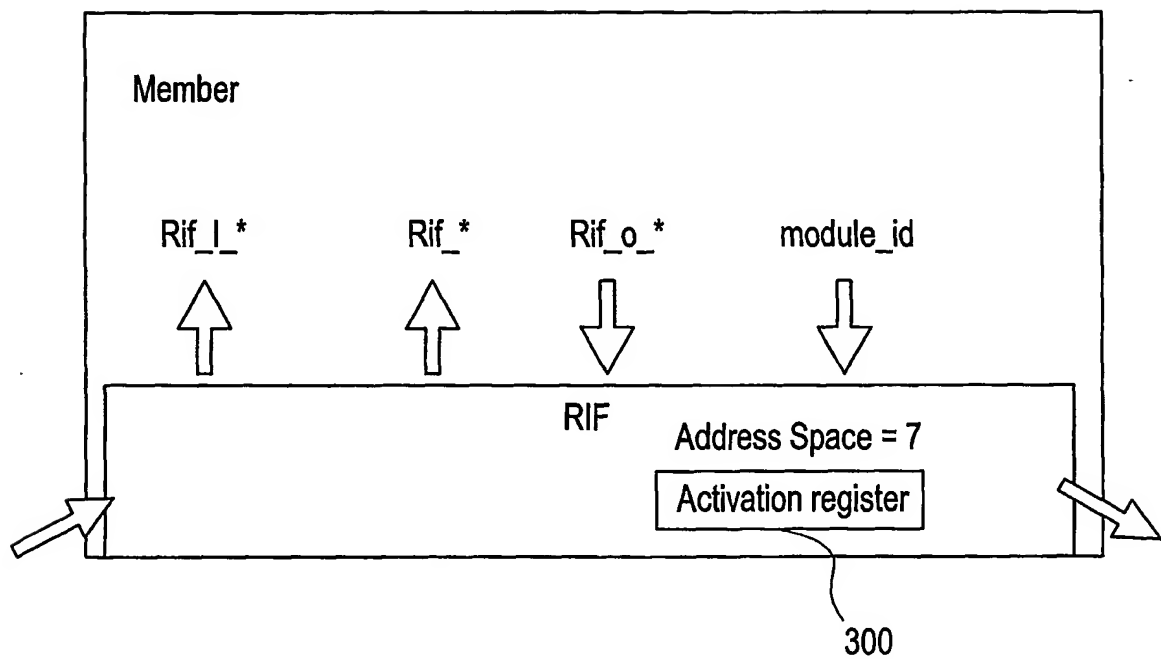 Member
Rif_I_* Rif_* Rif_o_* module_id
RIF
Address Space = 7
Activation register
300